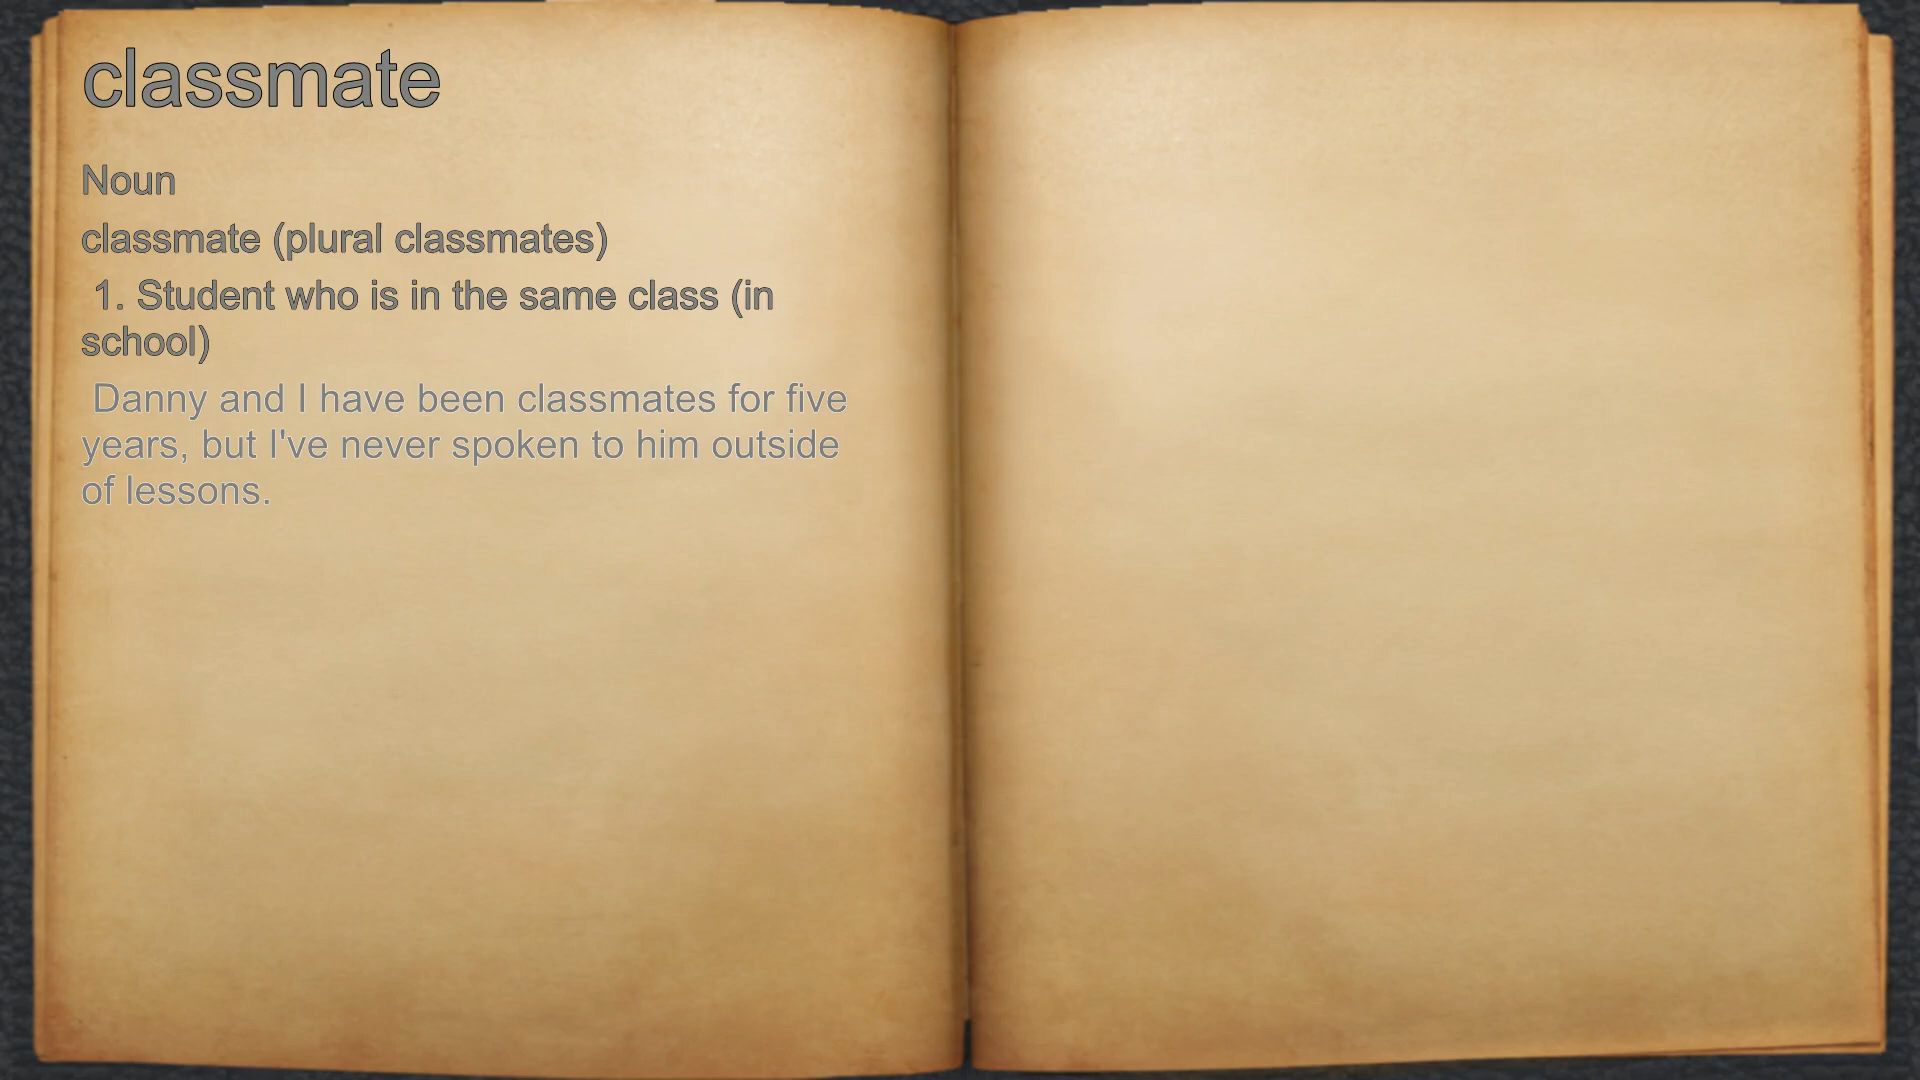 classmate
Noun
classmate (plural classmates)
1. Student who is in the same class (in
school)
Danny and I have been classmates for five
years, but I've never spoken to him outside
of lessons.